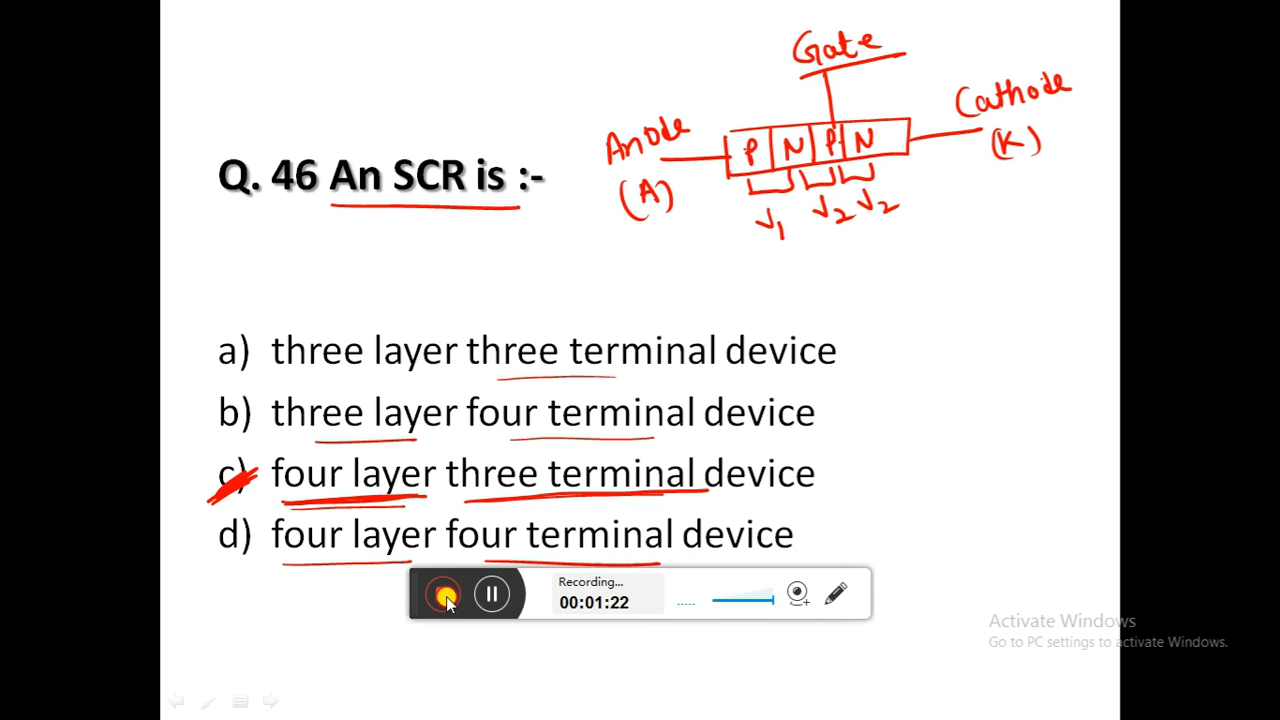 Gate
Cathode
(K)
Anode
(A)
P N P N
J1 J2 J2
Q. 46 An SCR is :-
a) three layer three terminal device
b) three layer four terminal device
c) four layer three terminal device
d) four layer four terminal device
Recording...
00:01:22
Activate Windows
Go to PC settings to activate Windows.